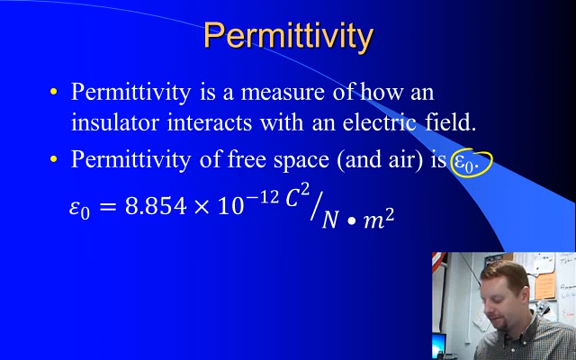 Permittivity
• Permittivity is a measure of how an
insulator interacts with an electric field.
• Permittivity of free space (and air) is ε₀.
ε₀ = 8.854 × 10⁻¹² C²/N • m²